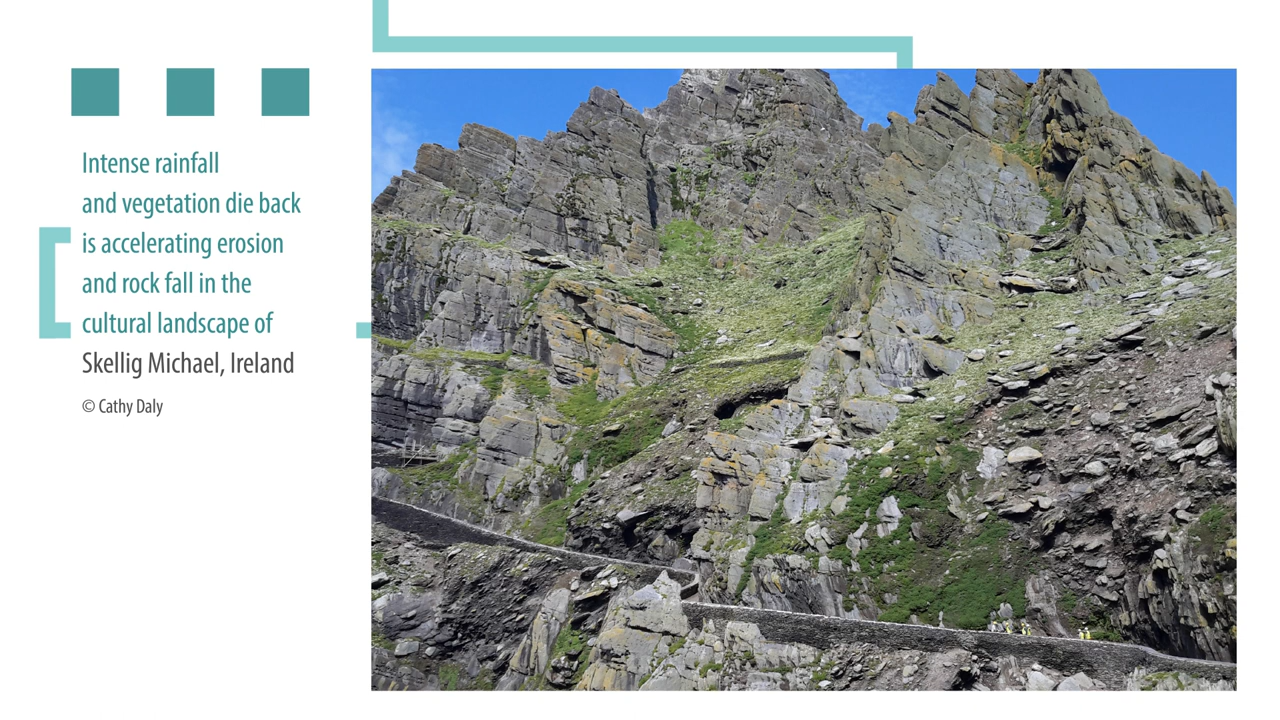 Intense rainfall
and vegetation die back
is accelerating erosion
and rock fall in the
cultural landscape of
Skellig Michael, Ireland
© Cathy Daly